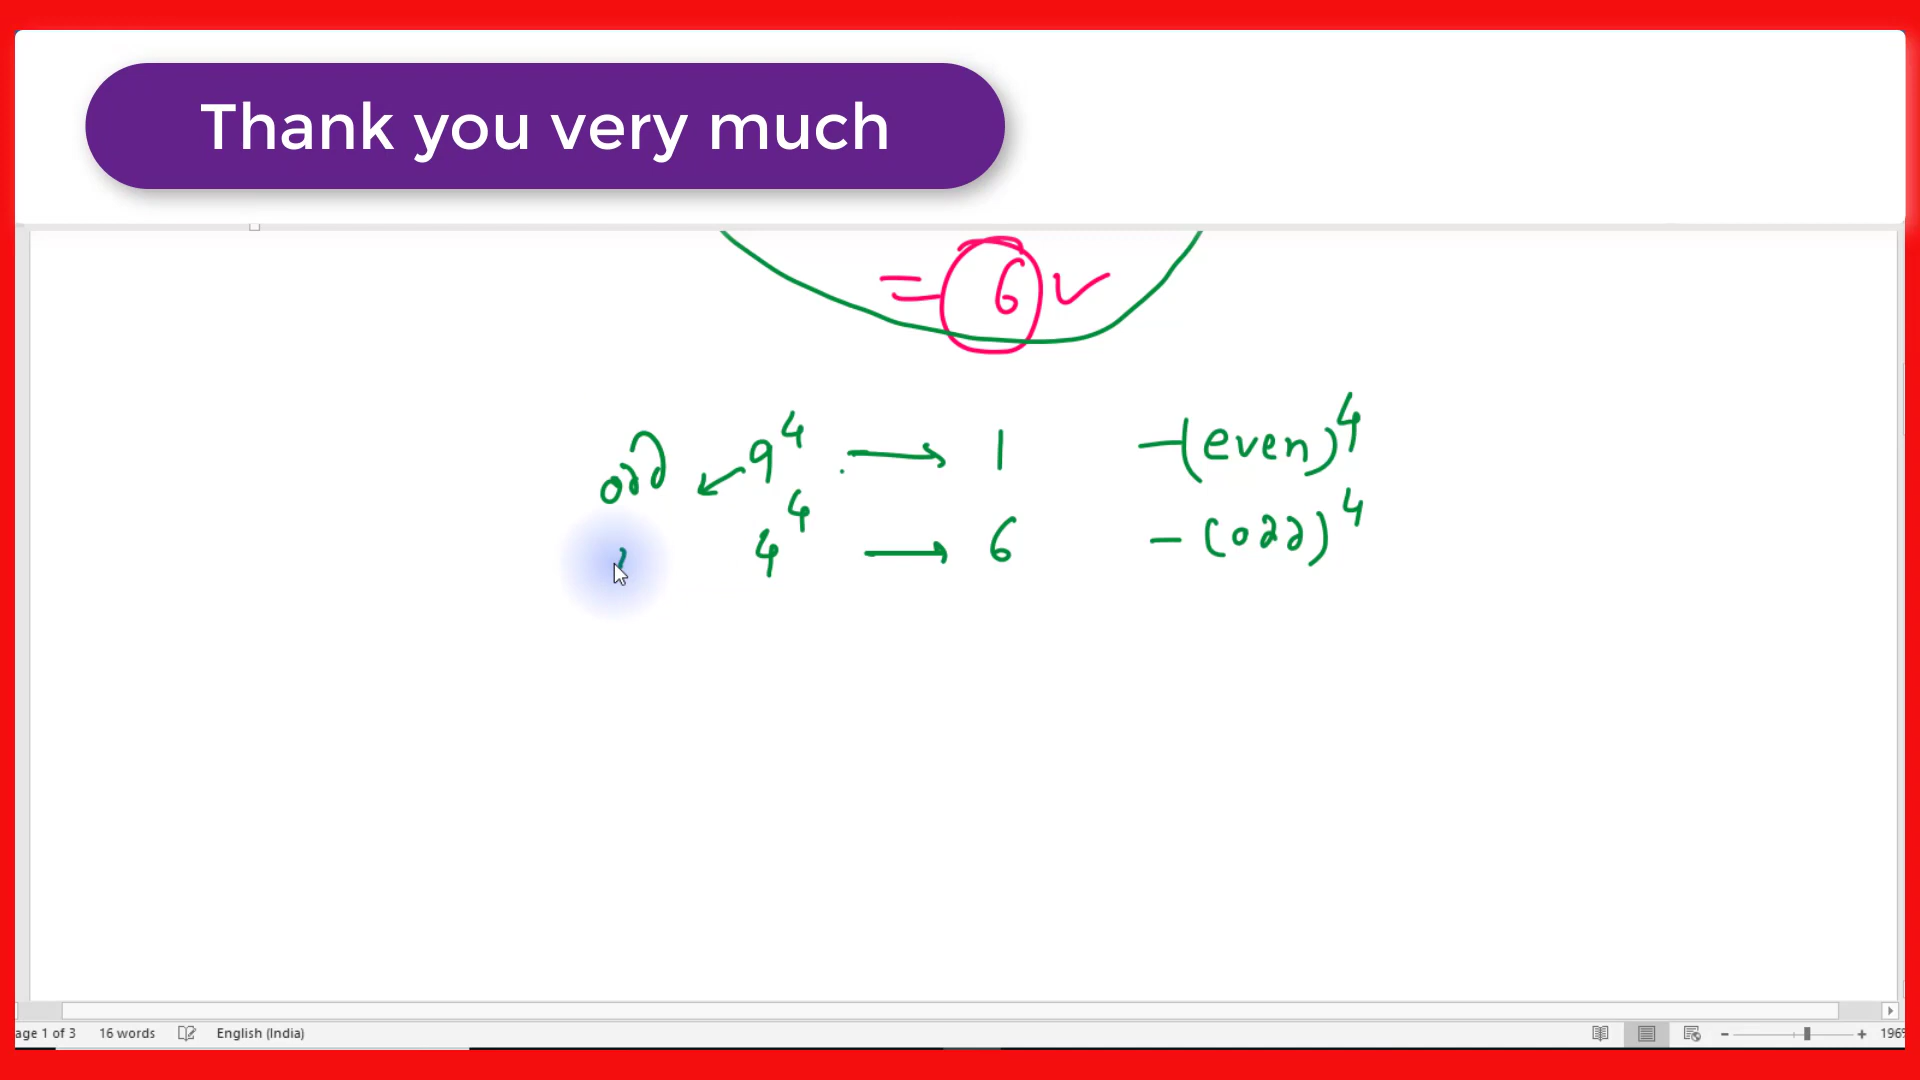 Thank you very much
= 6 ✓
odd ← 9⁴ → 1 -(even)⁴
4⁴ → 6 - (odd)⁴
age 1 of 3 16 words English (India) - + 196%